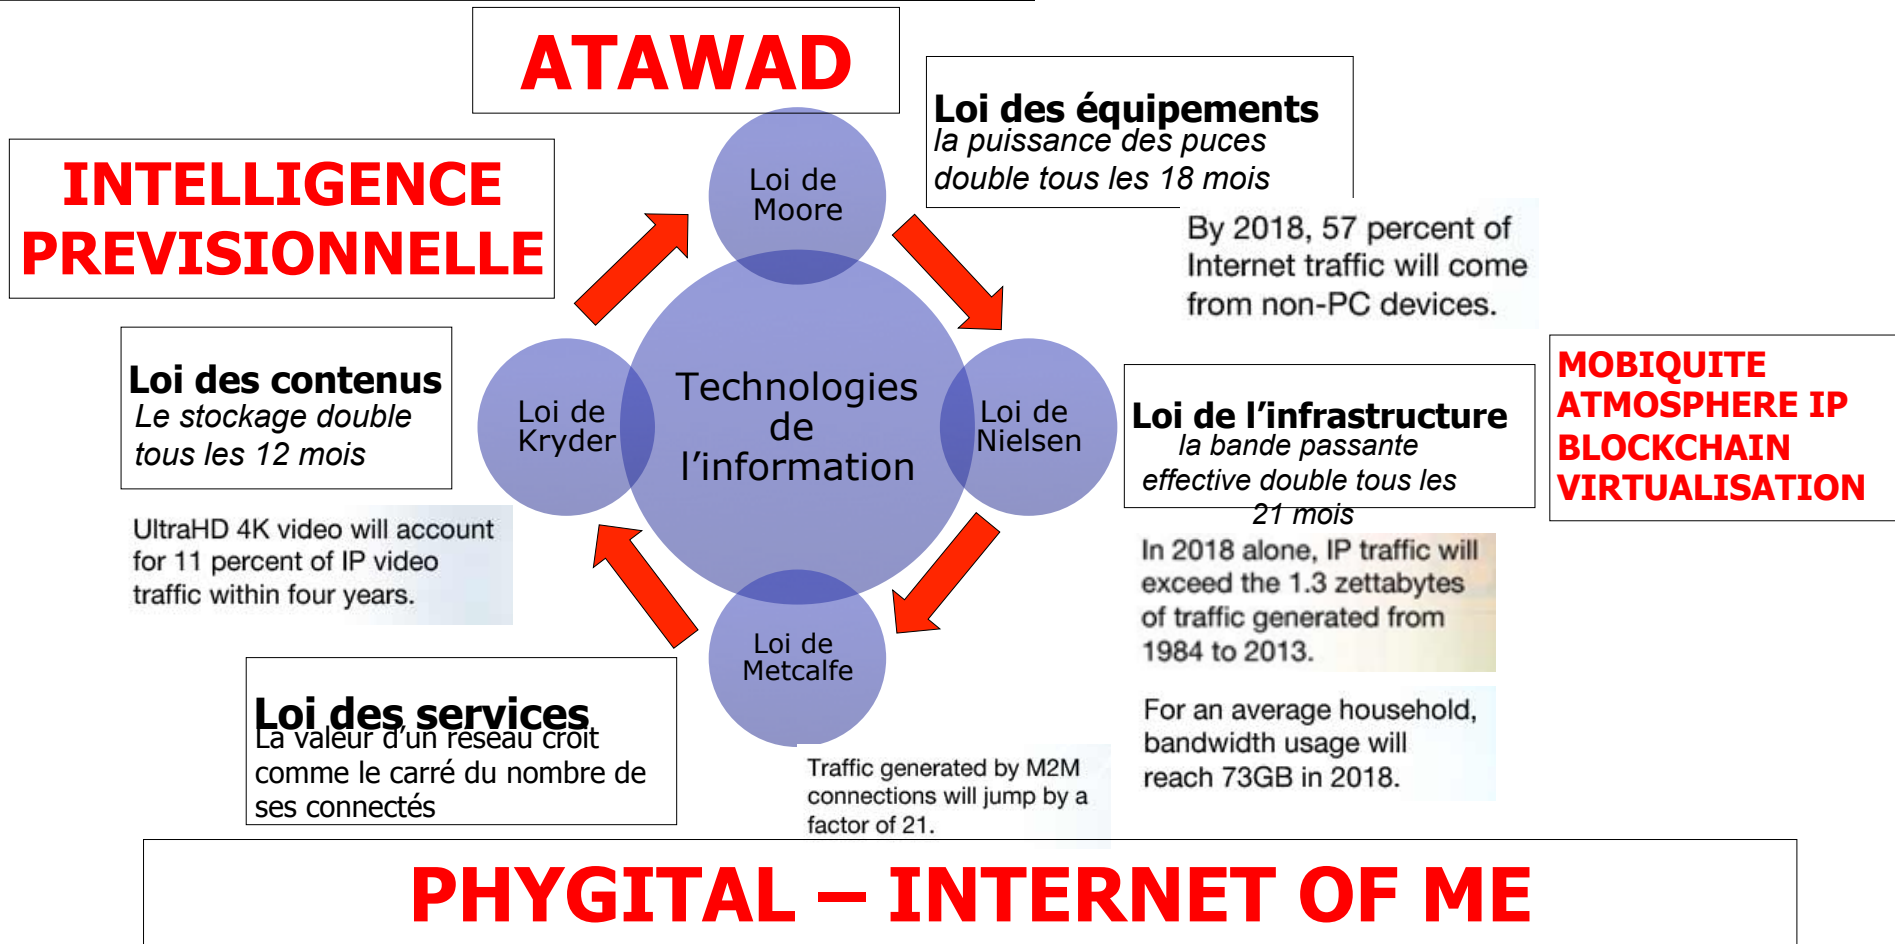 ATAWAD
Loi des équipements
la puissance des puces
double tous les 18 mois
INTELLIGENCE
PREVISIONNELLE
Loi de
Moore
By 2018, 57 percent of
Internet traffic will come
from non-PC devices.
Loi des contenus
Le stockage double
tous les 12 mois
Loi de
Kryder
Technologies
de
l’information
Loi de
Nielsen
Loi de l’infrastructure
la bande passante
effective double tous les
21 mois
MOBIQUITE
ATMOSPHERE IP
BLOCKCHAIN
VIRTUALISATION
UltraHD 4K video will account
for 11 percent of IP video
traffic within four years.
In 2018 alone, IP traffic will
exceed the 1.3 zettabytes
of traffic generated from
1984 to 2013.
Loi de
Metcalfe
Loi des services
La valeur d’un réseau croit
comme le carré du nombre de
ses connectés
For an average household,
bandwidth usage will
reach 73GB in 2018.
Traffic generated by M2M
connections will jump by a
factor of 21.
PHYGITAL – INTERNET OF ME